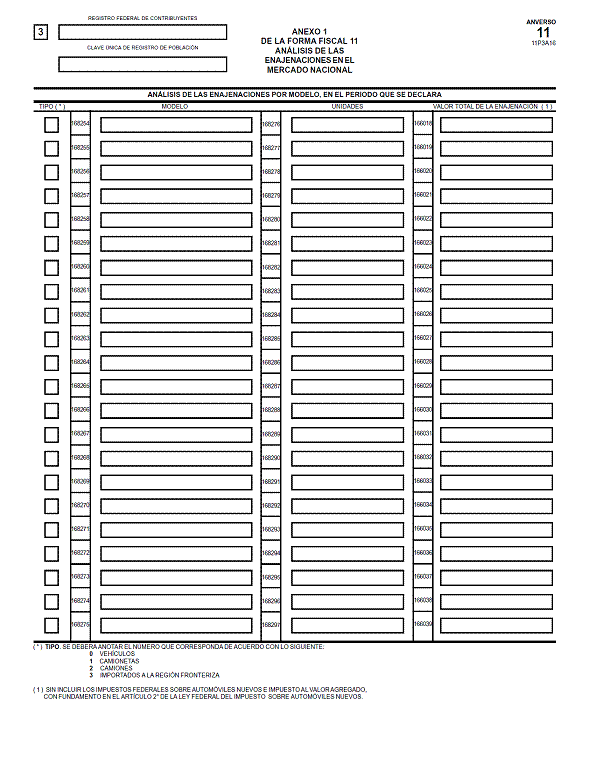 REGISTRO FEDERAL DE CONTRIBUYENTES
3
CLAVE ÚNICA DE REGISTRO DE POBLACIÓN
ANEXO 1
DE LA FORMA FISCAL 11
ANÁLISIS DE LAS
ENAJENACIONES EN EL
MERCADO NACIONAL
ANVERSO
11
11P3A16
ANÁLISIS DE LAS ENAJENACIONES POR MODELO, EN EL PERIODO QUE SE DECLARA
TIPO ( * ) MODELO UNIDADES VALOR TOTAL DE LA ENAJENACIÓN ( 1 )
168254 168276 166018
168255 168277 166019
168256 168278 166020
168257 168279 166021
168258 168280 166022
168259 168281 166023
168260 168282 166024
168261 168283 166025
168262 168284 166026
168263 168285 166027
168264 168286 166028
168265 168287 166029
168266 168288 166030
168267 168289 166031
168268 168290 166032
168269 168291 166033
168270 168292 166034
168271 168293 166035
168272 168294 166036
168273 168295 166037
168274 168296 166038
168275 168297 166039
( * ) TIPO. SE DEBERA ANOTAR EL NÚMERO QUE CORRESPONDA DE ACUERDO CON LO SIGUIENTE:
0 VEHÍCULOS
1 CAMIONETAS
2 CAMIONES
3 IMPORTADOS A LA REGIÓN FRONTERIZA
( 1 ) SIN INCLUIR LOS IMPUESTOS FEDERALES SOBRE AUTOMÓVILES NUEVOS E IMPUESTO AL VALOR AGREGADO,
CON FUNDAMENTO EN EL ARTÍCULO 2° DE LA LEY FEDERAL DEL IMPUESTO SOBRE AUTOMÓVILES NUEVOS.